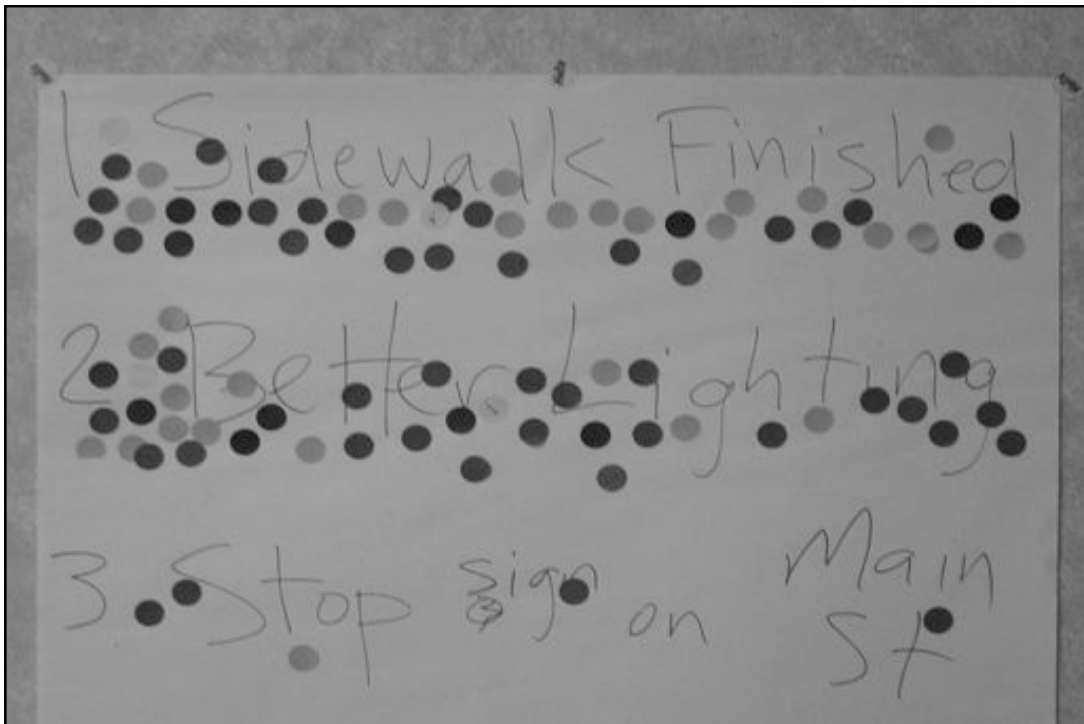 1. Sidewalk Finished
2. Better Lighting
3. Stop sign on Main
St